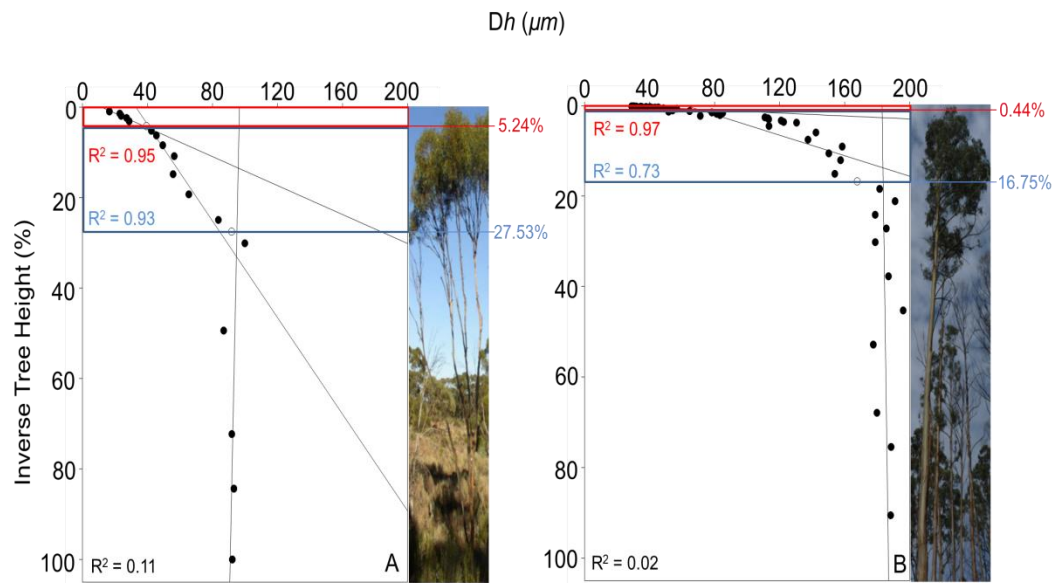 Dh (µm)
0 40 80 120 160 200
0 40 80 120 160 200
Inverse Tree Height (%)
0
20
40
60
80
100
R² = 0.95
R² = 0.93
R² = 0.11
A
5.24%
27.53%
0
20
40
60
80
100
R² = 0.97
R² = 0.73
R² = 0.02
B
0.44%
16.75%